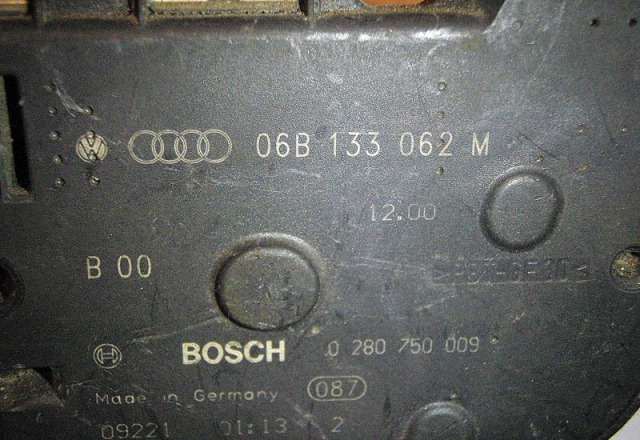 06B 133 062 M
12.00
B 00
BOSCH 0 280 750 009
Made in Germany 087
09221 01:13 2